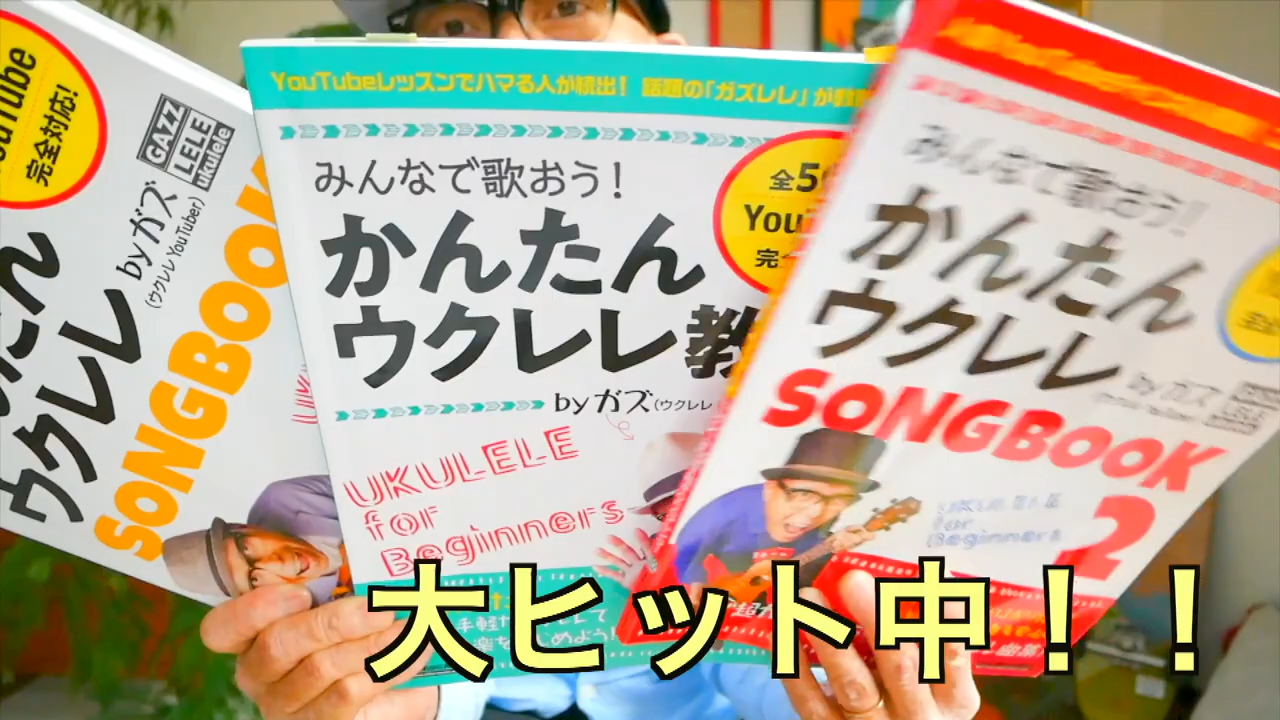 YouTube
完全対応!
GAZZ
LELE
ukulele
ウクレレ
byガズ
(ウクレレYouTuber)
SONGBOOK
YouTubeレッスンでハマる人が続出! 話題の「ガズレレ」が
みんなで歌おう!
かんたん
ウクレレ教
byガズ(ウクレレ
全5
You
完
UKULELE
for
Beginners
みんなで歌おう!
かんたん
ウクレレ
byガズ
SONGBOOK
2
UKULELE
for
Beginners
大ヒット中！！